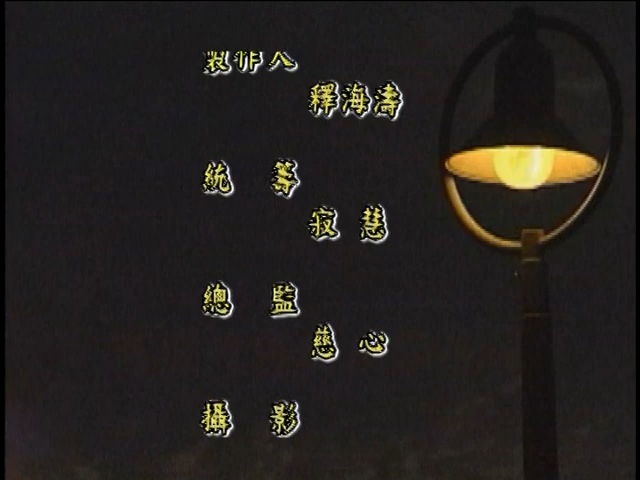 製作人
釋海濤
統 籌
寂 慧
總 監
慈 心
攝 影